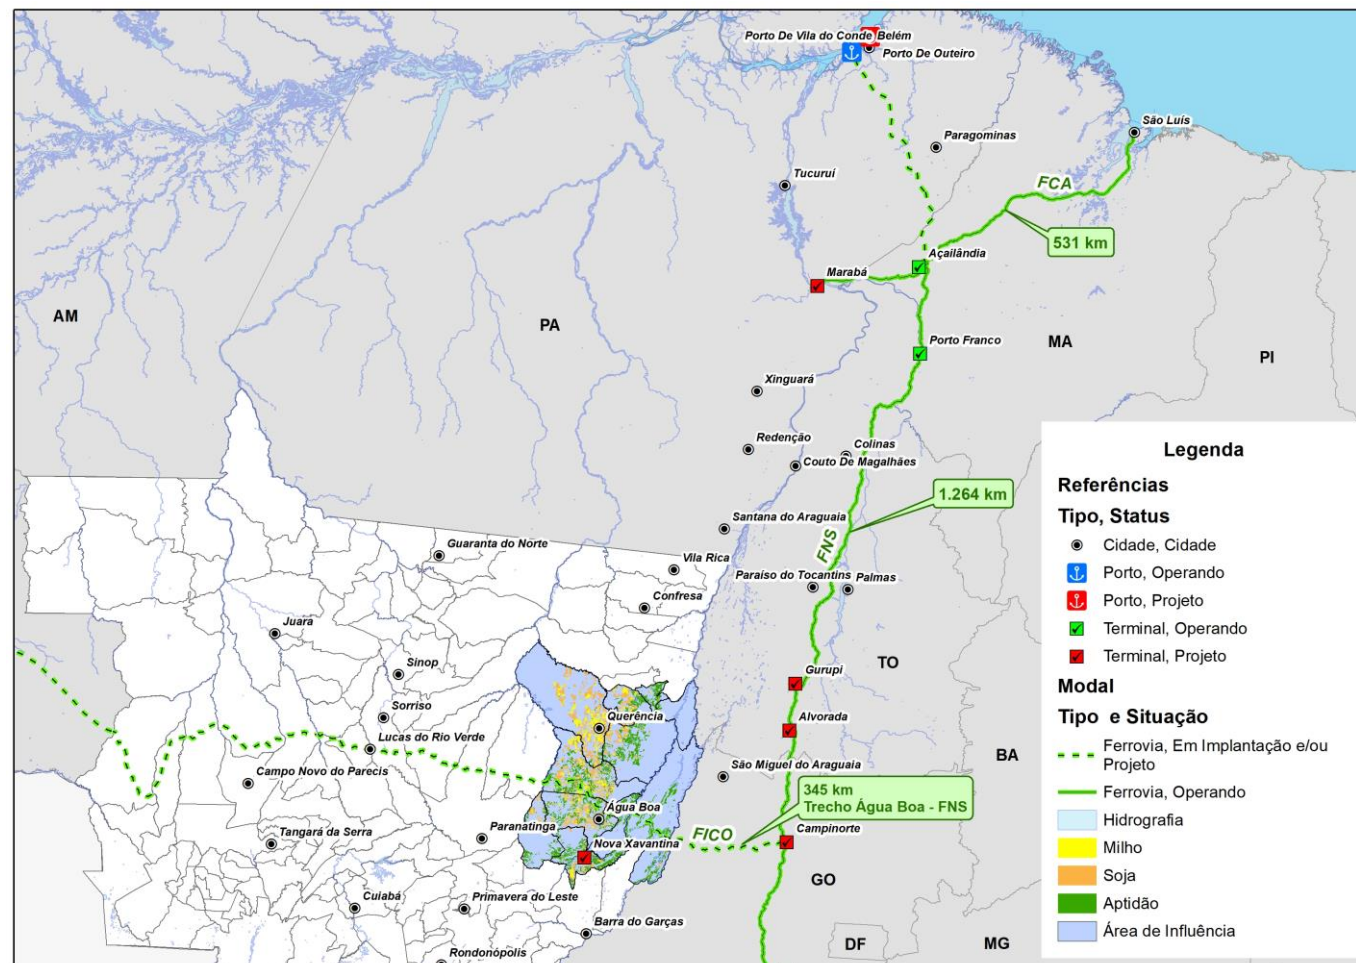 Porto De Vila do Conde Belém
Porto De Outeiro
São Luís
Paragominas
Tucuruí
FCA
531 km
Açailândia
Marabá
AM
PA
Porto Franco
MA
PI
Xinguará
Redenção
Colinas
Couto De Magalhães
1.264 km
Santana do Araguaia
FNS
Guaranta do Norte
Vila Rica
Paraíso do Tocantins
Palmas
Confresa
Juara
Sinop
TO
Gurupi
Sorriso
Querência
Alvorada
Lucas do Rio Verde
BA
São Miguel do Araguaia
Campo Novo do Parecis
345 km
Trecho Água Boa - FNS
Água Boa
Tangará da Serra
Paranatinga
FICO
Campinorte
Nova Xavantina
GO
Cuiabá
Primavera do Leste
Barra do Garças
DF
MG
Rondonópolis
Legenda
Referências
Tipo, Status
Cidade, Cidade
Porto, Operando
Porto, Projeto
Terminal, Operando
Terminal, Projeto
Modal
Tipo e Situação
Ferrovia, Em Implantação e/ou
Projeto
Ferrovia, Operando
Hidrografia
Milho
Soja
Aptidão
Área de Influência